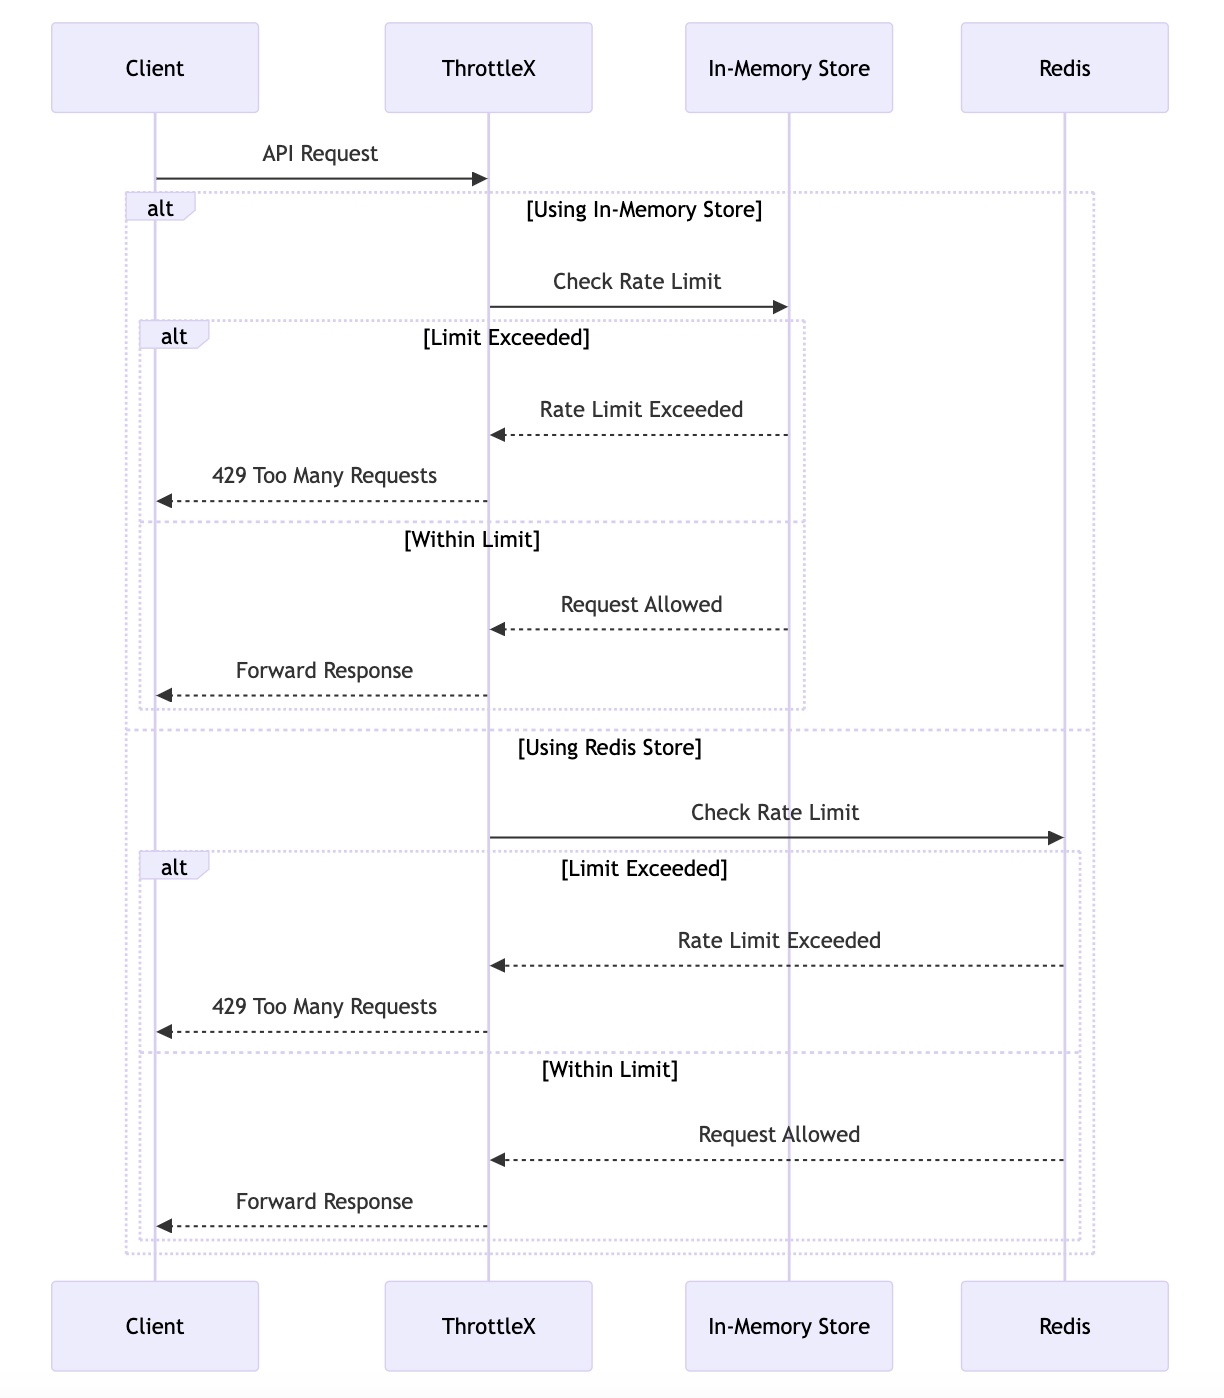 Client
ThrottleX
In-Memory Store
Redis
API Request
alt
[Using In-Memory Store]
Check Rate Limit
alt
[Limit Exceeded]
Rate Limit Exceeded
429 Too Many Requests
[Within Limit]
Request Allowed
Forward Response
[Using Redis Store]
Check Rate Limit
alt
[Limit Exceeded]
Rate Limit Exceeded
429 Too Many Requests
[Within Limit]
Request Allowed
Forward Response
Client
ThrottleX
In-Memory Store
Redis